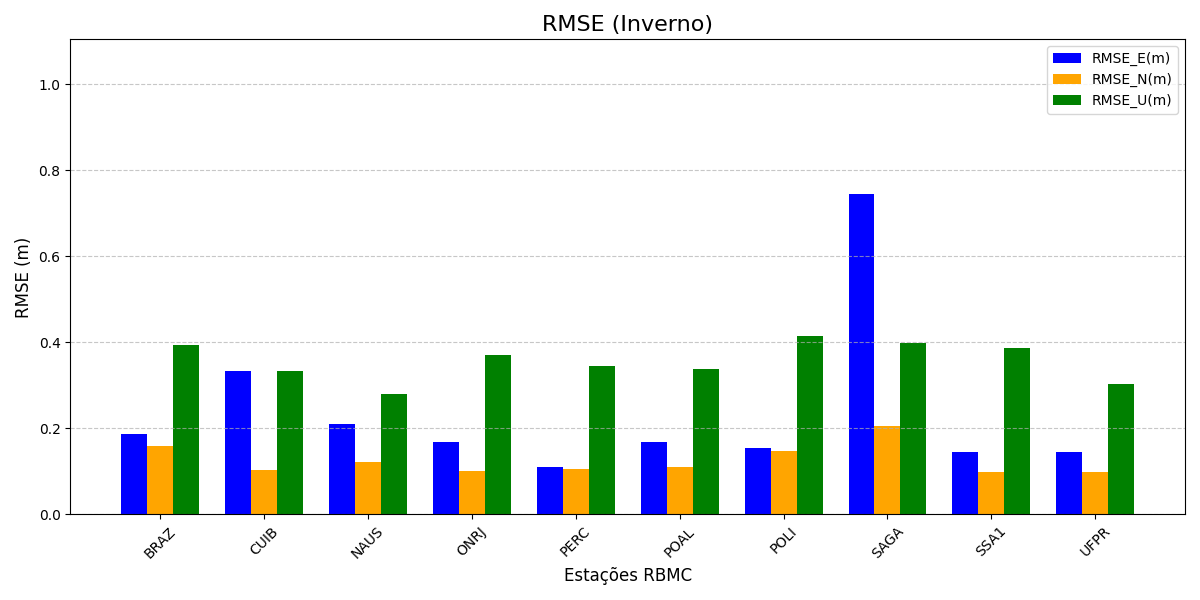 RMSE (Inverno)
RMSE_E(m)
RMSE_N(m)
RMSE_U(m)
RMSE (m)
1.0
0.8
0.6
0.4
0.2
0.0
BRAZ
CUIB
NAUS
ONRJ
PERC
POAL
POLI
SAGA
SSA1
UFPR
Estações RBMC